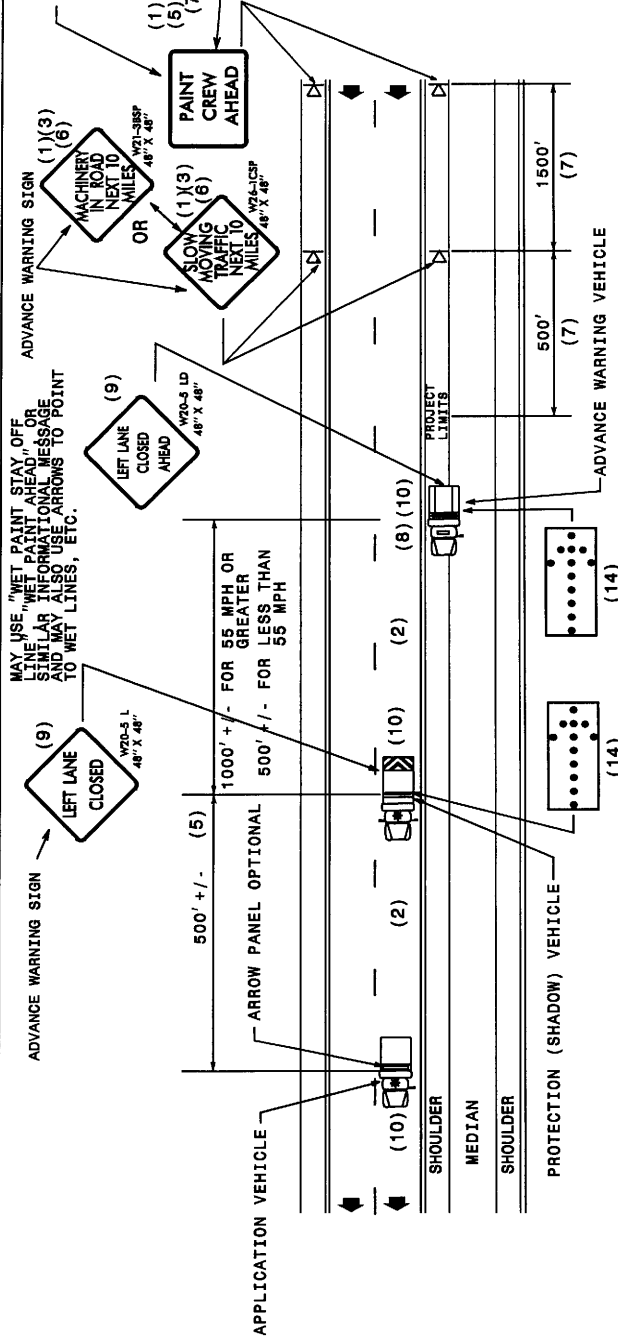 ADVANCE WARNING SIGN
(9)
LEFT LANE
CLOSED
W20-5 L
48" X 48"
MAY USE "WET PAINT STAY OFF
LINE" "WET PAINT AHEAD" OR
SIMILAR INFORMATIONAL MESSAGE
AND MAY ALSO USE ARROWS TO POINT
TO WET LINES, ETC.
(9)
LEFT LANE
CLOSED
AHEAD
W20-5 LD
48" X 48"
ADVANCE WARNING SIGN
(1)(3)
(6)
MACHINERY
IN ROAD
NEXT 10
MILES
W21-3BSP
48" X 48"
OR
(1)(3)
(6)
SLOW
MOVING
TRAFFIC
NEXT 10
MILES
W26-1CSP
48" X 48"
(1)
(5)
PAINT
CREW
AHEAD
500' +/- (5)
1000' +/- FOR 55 MPH OR
GREATER
500' +/- FOR LESS THAN
55 MPH
APPLICATION VEHICLE
ARROW PANEL OPTIONAL
(10)
(2)
(10)
(2)
(8) (10)
PROJECT
LIMITS
SHOULDER
MEDIAN
SHOULDER
500'
(7)
1500'
(7)
PROTECTION (SHADOW) VEHICLE
(14)
(14)
ADVANCE WARNING VEHICLE